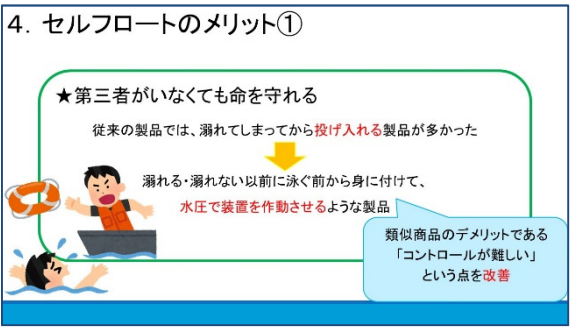 ４．セルフロートのメリット①
★第三者がいなくても命を守れる
従来の製品では、溺れてしまってから投げ入れる製品が多かった
溺れる・溺れない以前に泳ぐ前から身に付けて、
水圧で装置を作動させるような製品
類似商品のデメリットである
「コントロールが難しい」
という点を改善